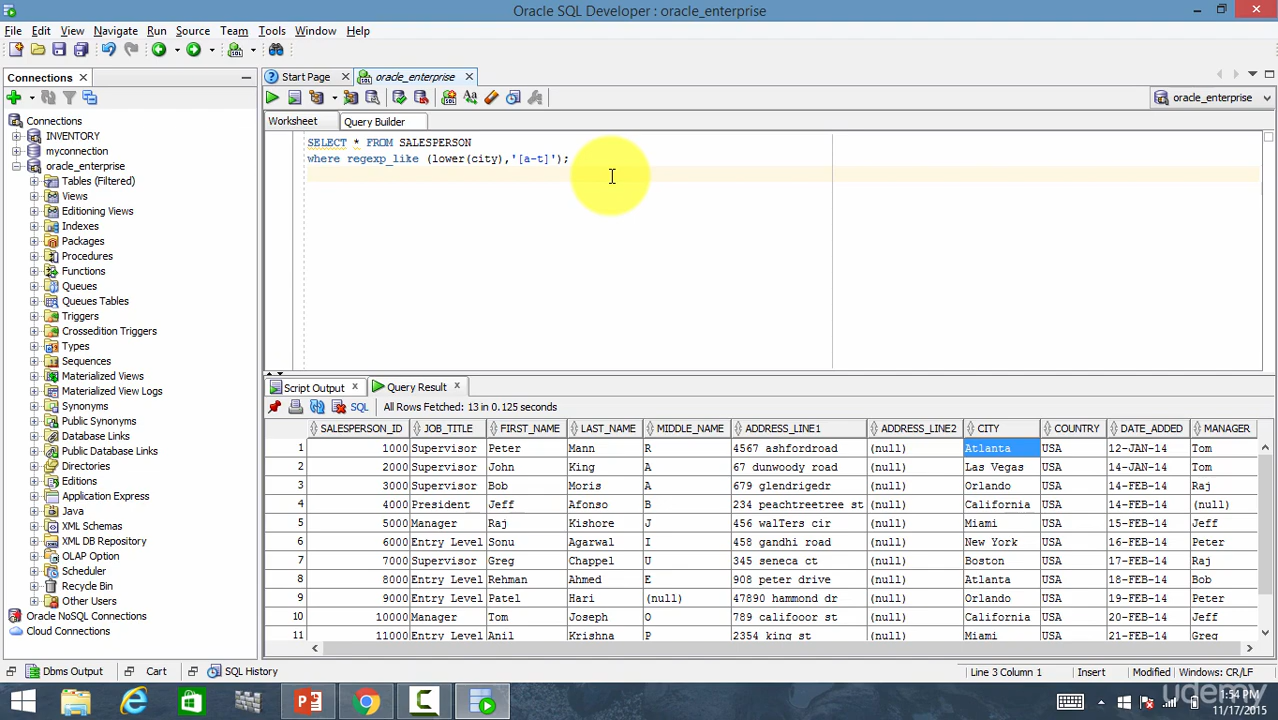 Oracle SQL Developer : oracle_enterprise
File Edit View Navigate Run Source Team Tools Window Help
Connections
Start Page
oracle_enterprise
oracle_enterprise
Worksheet Query Builder
Connections
INVENTORY
myconnection
oracle_enterprise
Tables (Filtered)
Views
Editioning Views
Indexes
Packages
Procedures
Functions
Queues
Queues Tables
Triggers
Crossedition Triggers
Types
Sequences
Materialized Views
Materialized View Logs
Synonyms
Public Synonyms
Database Links
Public Database Links
Directories
Editions
Application Express
Java
XML Schemas
XML DB Repository
OLAP Option
Scheduler
Recycle Bin
Other Users
Oracle NoSQL Connections
Cloud Connections
SELECT * FROM SALESPERSON
where regexp_like (lower(city),'[a-t]');
Script Output Query Result
SQL All Rows Fetched: 13 in 0.125 seconds
SALESPERSON_ID JOB_TITLE FIRST_NAME LAST_NAME MIDDLE_NAME ADDRESS_LINE1 ADDRESS_LINE2 CITY COUNTRY DATE_ADDED MANAGER
1 1000 Supervisor Peter Mann R 4567 ashfordroad (null) Atlanta USA 12-JAN-14 Tom
2 2000 Supervisor John King A 67 dunwoody road (null) Las Vegas USA 14-JAN-14 Tom
3 3000 Supervisor Bob Moris A 679 glendrigedr (null) Orlando USA 14-FEB-14 Raj
4 4000 President Jeff Afonso B 234 peachtreetree st (null) California USA 14-FEB-14 (null)
5 5000 Manager Raj Kishore J 456 walTers cir (null) Miami USA 15-FEB-14 Jeff
6 6000 Entry Level Sonu Agarwal I 458 gandhi road (null) New York USA 16-FEB-14 Peter
7 7000 Entry Level Greg Chappel U 345 seneca ct (null) Boston USA 17-FEB-14 Raj
8 8000 Entry Level Rehman Ahmed E 908 peter drive (null) Atlanta USA 18-FEB-14 Bob
9 9000 Entry Level Patel Hari (null) 47890 hammond dr (null) Orlando USA 19-FEB-14 Peter
10 10000 Manager Tom Joseph O 789 califooor st (null) California USA 20-FEB-14 Jeff
11 11000 Entry Level Anil Krishna P 2354 king st (null) Miami USA 21-FEB-14 Greg
Dbms Output Cart SQL History Line 3 Column 1 Insert Modified Windows: CR/LF
1:54 PM
11/17/2015
udemy